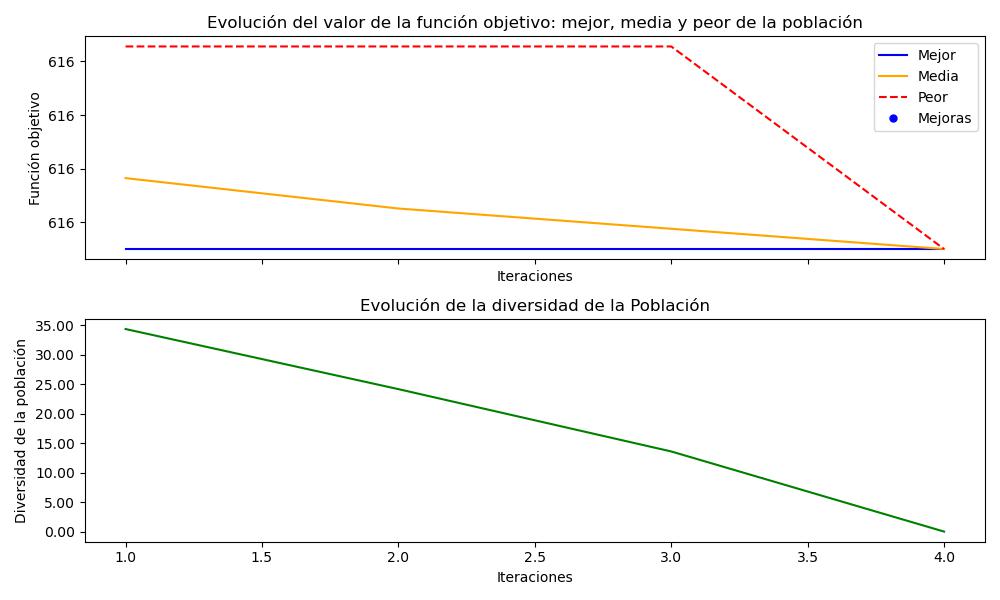 Evolución del valor de la función objetivo: mejor, media y peor de la población
616
616
616
616
Función objetivo
Mejor
Media
Peor
Mejoras
Iteraciones
Evolución de la diversidad de la Población
35.00
30.00
25.00
20.00
15.00
10.00
5.00
0.00
Diversidad de la población
1.0 1.5 2.0 2.5 3.0 3.5 4.0
Iteraciones